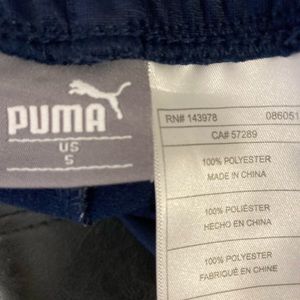 PUMA
US
S
RN# 143978
086051
CA# 57289
100% POLYESTER
MADE IN CHINA
100% POLIÉSTER
HECHO EN CHINA
100% POLYESTER
FABRIQUÉ EN CHINE